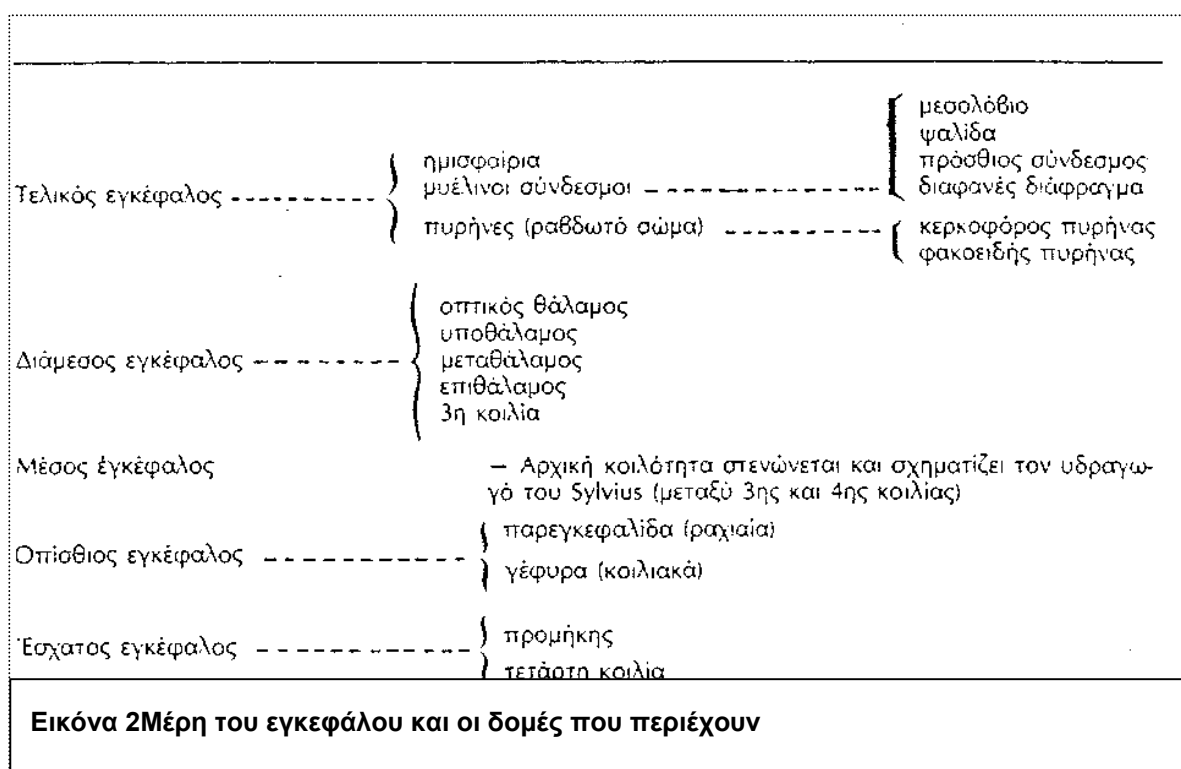 Τελικός εγκέφαλος
ημισφαίρια
μυέλινοι σύνδεσμοι
μεσολόβιο
ψαλίδα
πρόσθιος σύνδεσμος
διαφανές διάφραγμα
πυρήνες (ραβδωτό σώμα)
κερκοφόρος πυρήνας
φακοειδής πυρήνας
Διάμεσος εγκέφαλος
οπτικός θάλαμος
υποθάλαμος
μεταθάλαμος
επιθάλαμος
3η κοιλία
Μέσος έγκέφαλος
– Αρχική κοιλότητα στενώνεται και σχηματίζει τον υδραγω-
γό του Sylvius (μεταξύ 3ης και 4ης κοιλίας)
Οπίσθιος εγκέφαλος
παρεγκεφαλίδα (ραχιαία)
γέφυρα (κοιλιακά)
Έσχατος εγκέφαλος
προμήκης
τετάρτη κοιλία
Εικόνα 2Μέρη του εγκεφάλου και οι δομές που περιέχουν